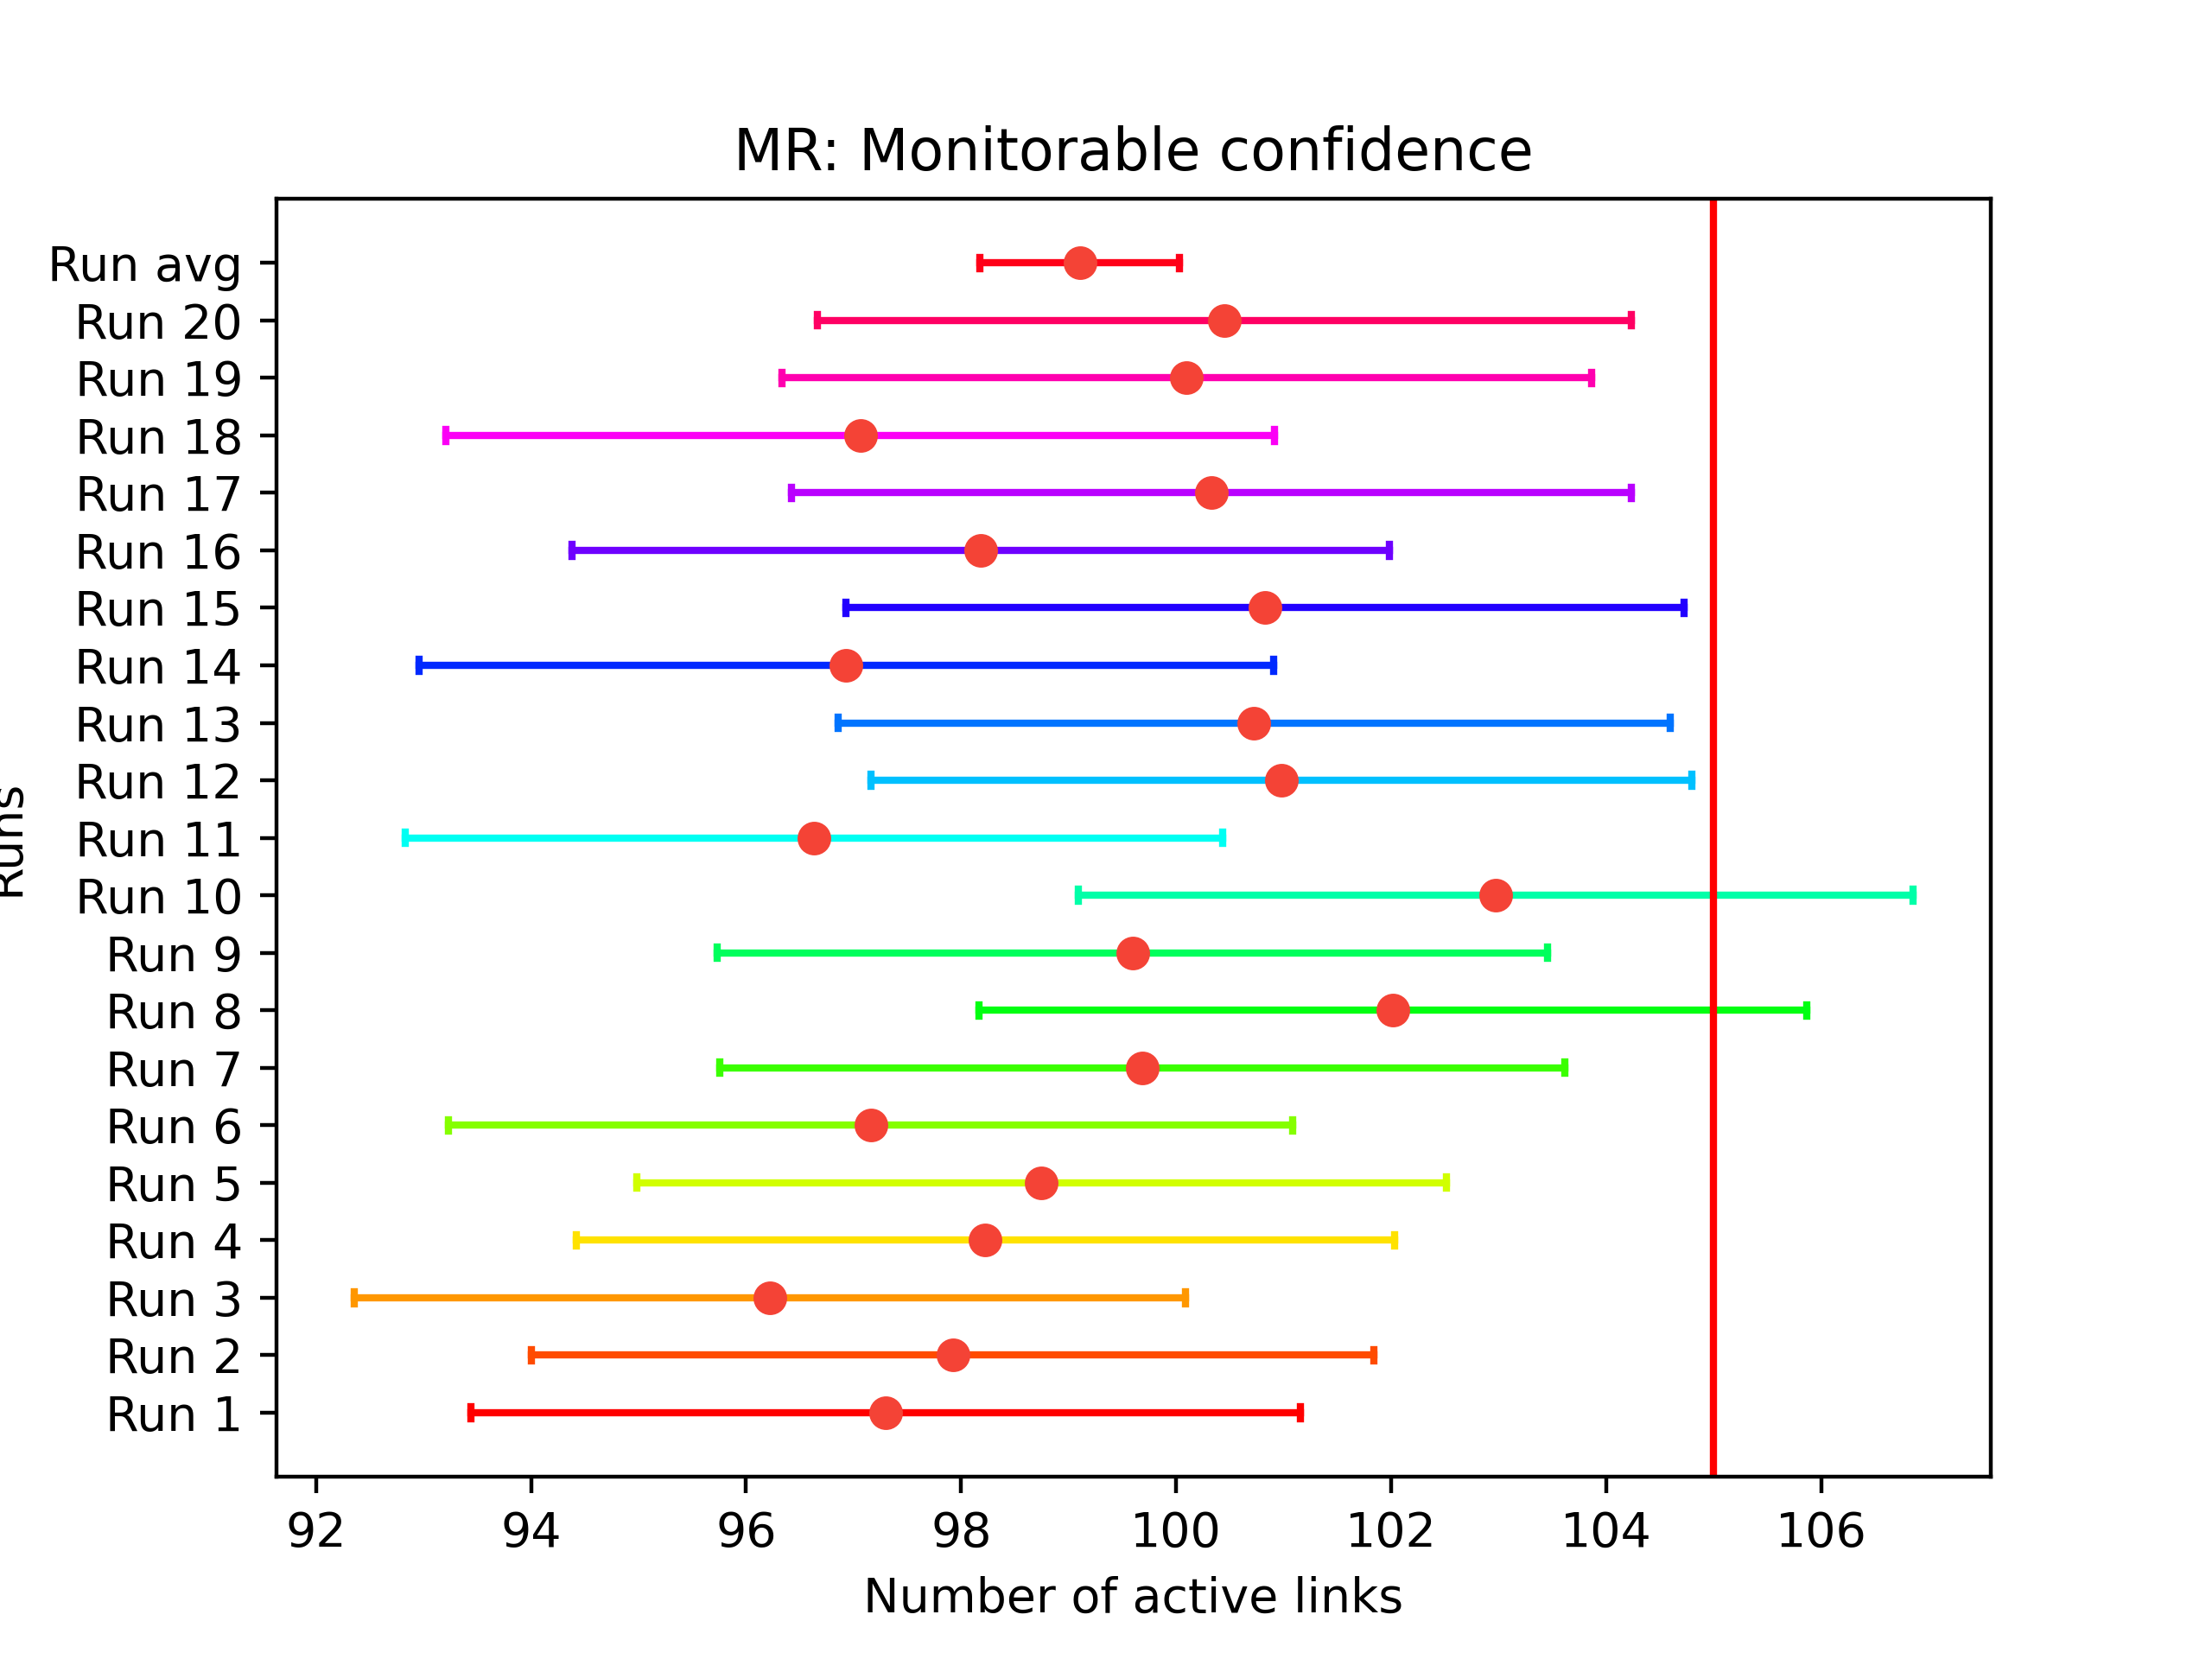 MR: Monitorable confidence
Run avg
Run 20
Run 19
Run 18
Run 17
Run 16
Run 15
Run 14
Run 13
Run 12
Run 11
Run 10
Run 9
Run 8
Run 7
Run 6
Run 5
Run 4
Run 3
Run 2
Run 1
Runs
92 94 96 98 100 102 104 106
Number of active links